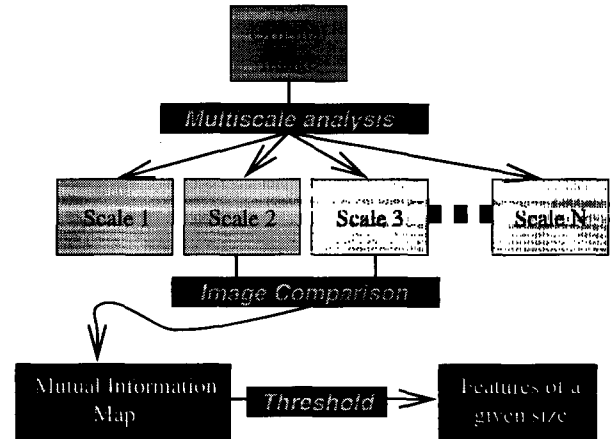 Multiscale analysis
Scale 1
Scale 2
Scale 3
Scale N
Image Comparison
Mutual Information
Map
Threshold
Features of a
given size